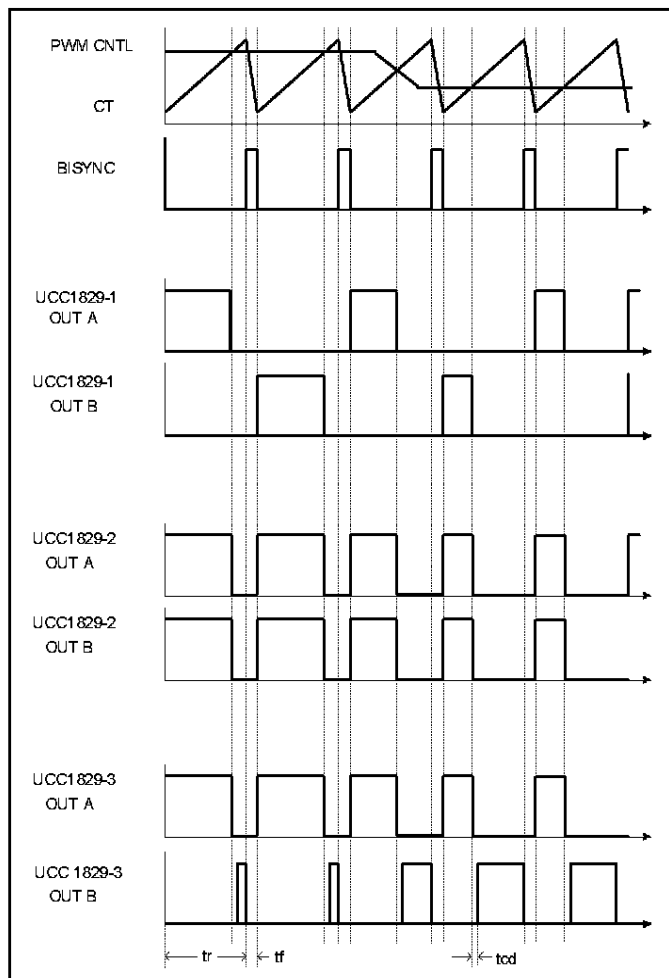 PWM CNTL
CT
BISYNC
UCC1829-1
OUT A
UCC1829-1
OUT B
UCC1829-2
OUT A
UCC1829-2
OUT B
UCC1829-3
OUT A
UCC 1829-3
OUT B
tr tf tcd